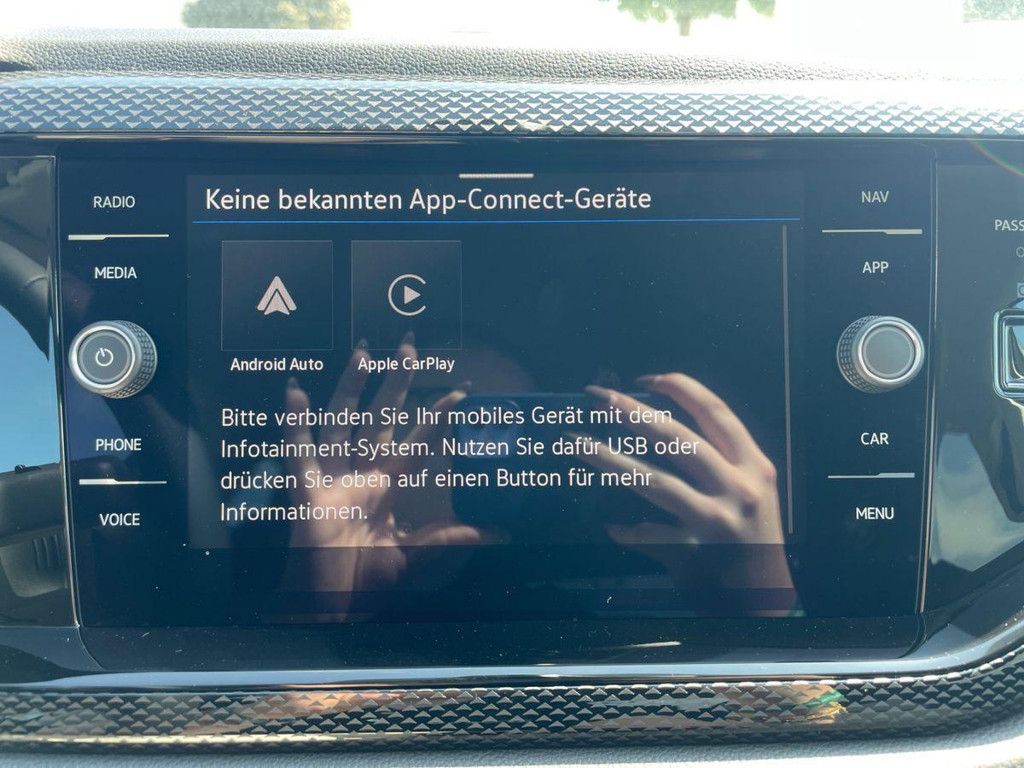 Keine bekannten App-Connect-Geräte
RADIO
MEDIA
PHONE
VOICE
Android Auto
Apple CarPlay
Bitte verbinden Sie Ihr mobiles Gerät mit dem
Infotainment-System. Nutzen Sie dafür USB oder
drücken Sie oben auf einen Button für mehr
Informationen.
NAV
APP
CAR
MENU
PASS